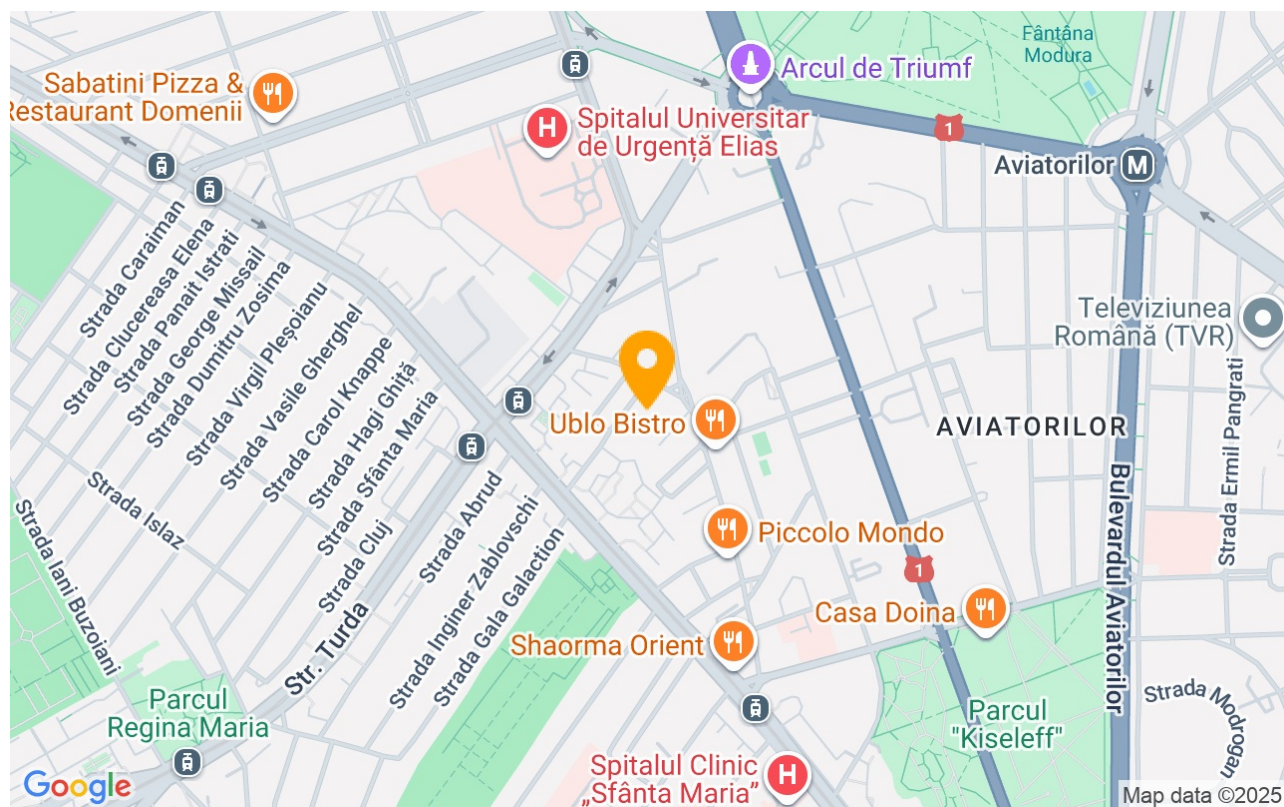 Fântâna
Modura
Arcul de Triumf
Sabatini Pizza &
Restaurant Domenii
Spitalul Universitar
de Urgență Elias
1
Aviatorilor
Strada Caraiman
Strada Clucereasa Elena
Strada Panait Istrati
Strada George Missail
Strada Dumitru Zosima
Strada Virgil Pleșoianu
Strada Vasile Gherghel
Strada Carol Knappe
Strada Hagi Ghiță
Strada Sfânta Maria
Televiziunea
Română (TVR)
Strada Ermil Pangrati
Ublo Bistro
AVIATORILOR
Bulevardul Aviatorilor
Strada Islaz
Strada Iani Buzoiani
Strada Cluj
Strada Abrud
Strada Inginer Zablovschi
Strada Gala Galaction
Str. Turda
Piccolo Mondo
1
Casa Doina
Shaorma Orient
Parcul
Regina Maria
Parcul
"Kiseleff"
Strada Modrogan
Spitalul Clinic
„Sfânta Maria”
Google
Map data ©2025